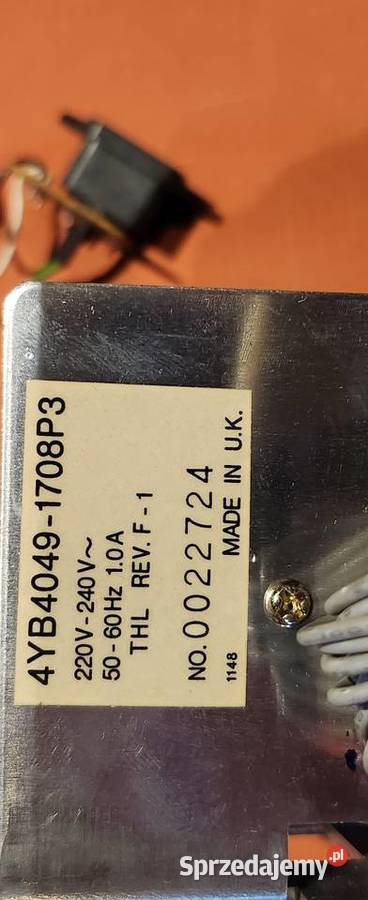 4YB4049-1708P3
220V-240V~
50-60Hz 1.0A
THL REV. F-1
NO. 0022724
1148 MADE IN U.K.
Sprzedajemy.pl